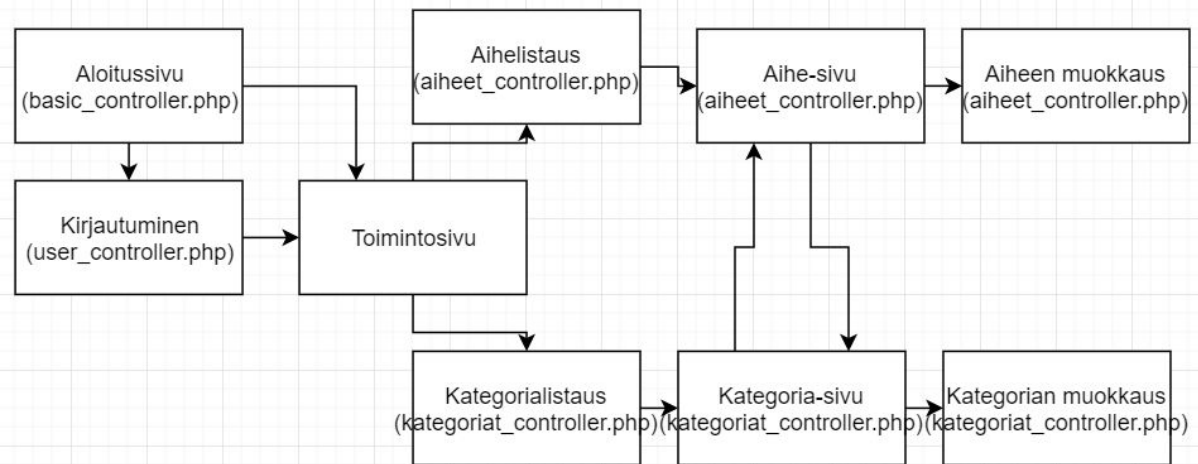 Aloitussivu
(basic_controller.php)
Kirjautuminen
(user_controller.php)
Toimintosivu
Aihelistaus
(aiheet_controller.php)
Aihe-sivu
(aiheet_controller.php)
Aiheen muokkaus
(aiheet_controller.php)
Kategorialistaus
(kategoriat_controller.php)
Kategoria-sivu
(kategoriat_controller.php)
Kategorian muokkaus
(kategoriat_controller.php)